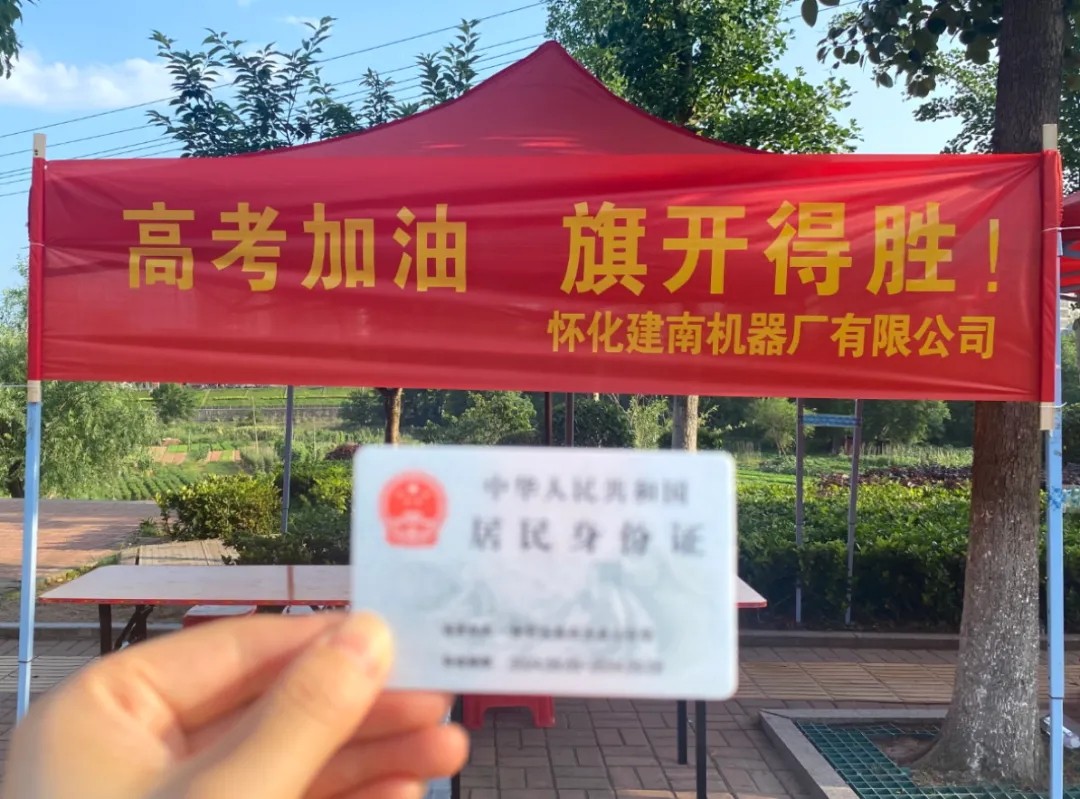 高考加油 旗开得胜!
怀化建南机器厂有限公司
中华人民共和国
居民身份证